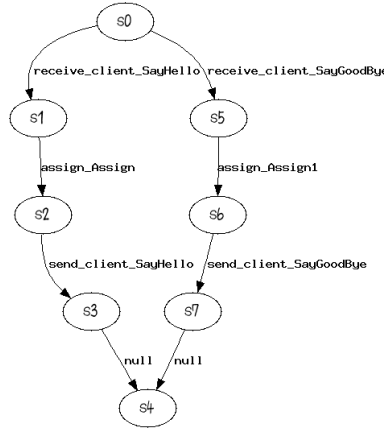 s0
receive_client_SayHello receive_client_SayGoodBye
s1 s5
assign_Assign assign_Assign1
s2 s6
send_client_SayHello send_client_SayGoodBye
s3 s7
null null
s4